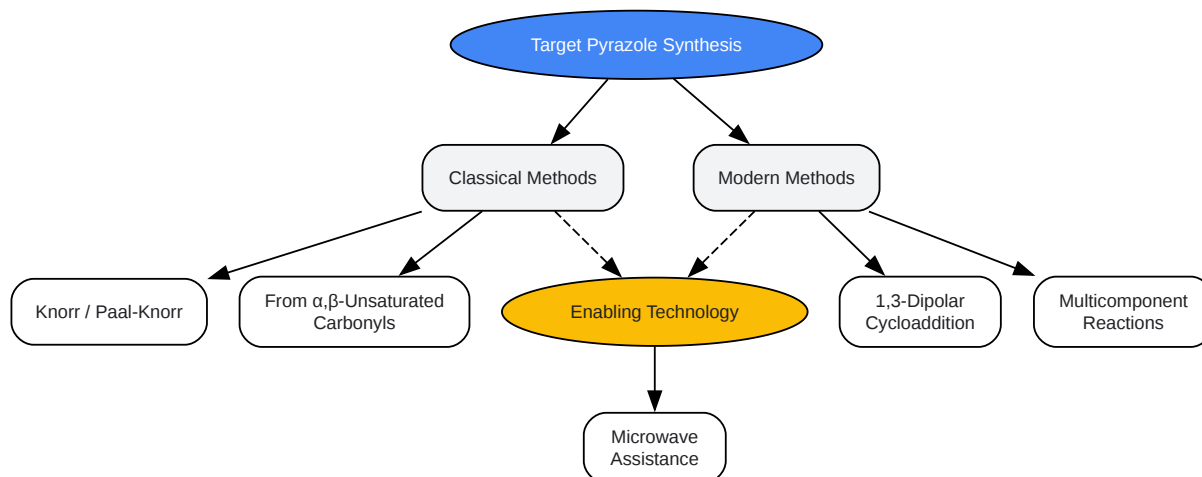 Target Pyrazole Synthesis
Classical Methods
Modern Methods
Knorr / Paal-Knorr
From α,β-Unsaturated
Carbonyls
Enabling Technology
1,3-Dipolar
Cycloaddition
Multicomponent
Reactions
Microwave
Assistance